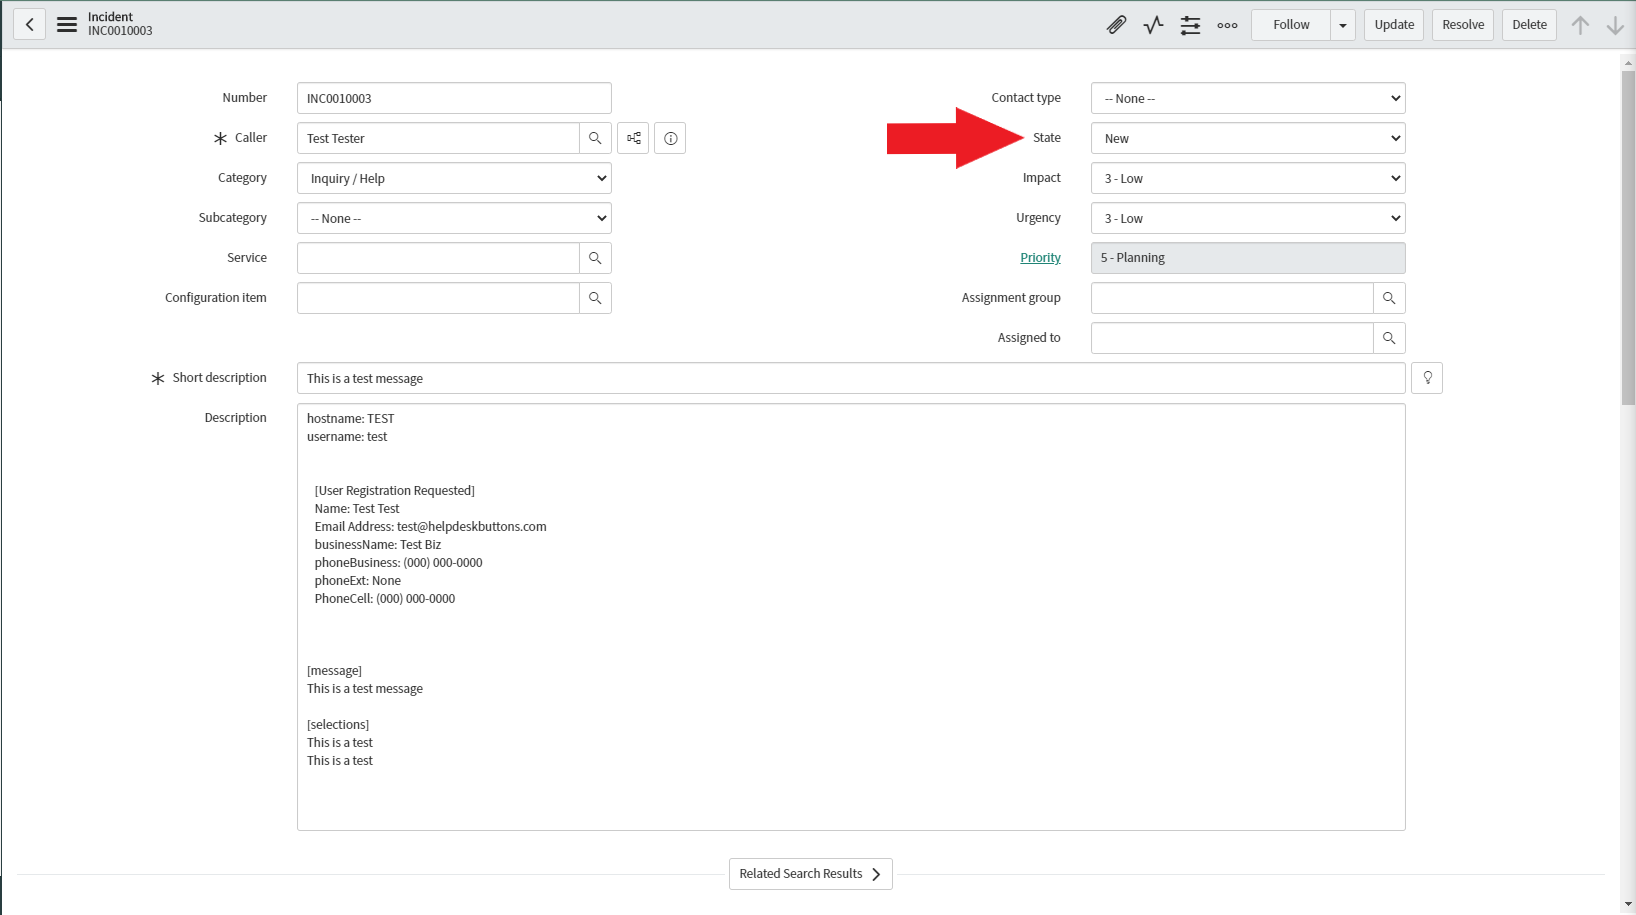 Incident
INC0010003
Follow
Update
Resolve
Delete
Number
INC0010003
Caller
Test Tester
Category
Inquiry / Help
Subcategory
-- None --
Service
Configuration item
Contact type
-- None --
State
New
Impact
3 - Low
Urgency
3 - Low
Priority
5 - Planning
Assignment group
Assigned to
Short description
This is a test message
Description
hostname: TEST
username: test
[User Registration Requested]
Name: Test Test
Email Address: test@helpdeskbuttons.com
businessName: Test Biz
phoneBusiness: (000) 000-0000
phoneExt: None
PhoneCell: (000) 000-0000
[message]
This is a test message
[selections]
This is a test
This is a test
Related Search Results